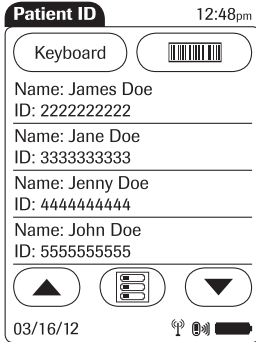 Patient ID 12:48pm
Keyboard
Name: James Doe
ID: 2222222222
Name: Jane Doe
ID: 3333333333
Name: Jenny Doe
ID: 4444444444
Name: John Doe
ID: 5555555555
03/16/12